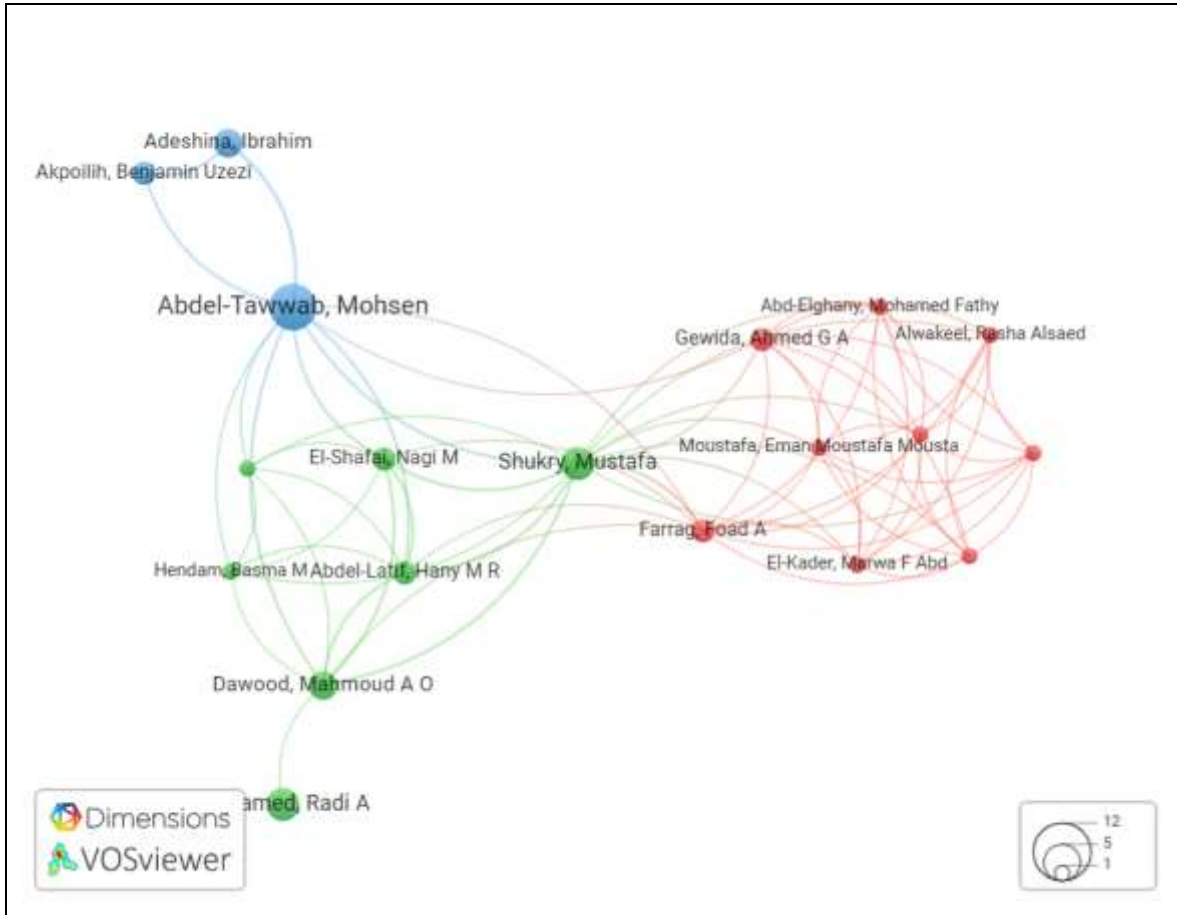 Adeshina, Ibrahim
Akpoilih, Benjamin Uzezi
Abdel-Tawwab, Mohsen
Abd-Elghany, Mohamed Fathy
Gewida, Ahmed G A
Alwakeel, Rasha Alsaed
Moustafa, Eman Moustafa Mousta
El-Shafai, Nagi M
Shukry, Mustafa
Farrag, Foad A
El-Kader, Marwa F Abd
Hendam, Basma M
Abdel-Latif, Hany M R
Dawood, Mahmoud A O
amed, Radi A
Dimensions
VOSviewer
12
5
1